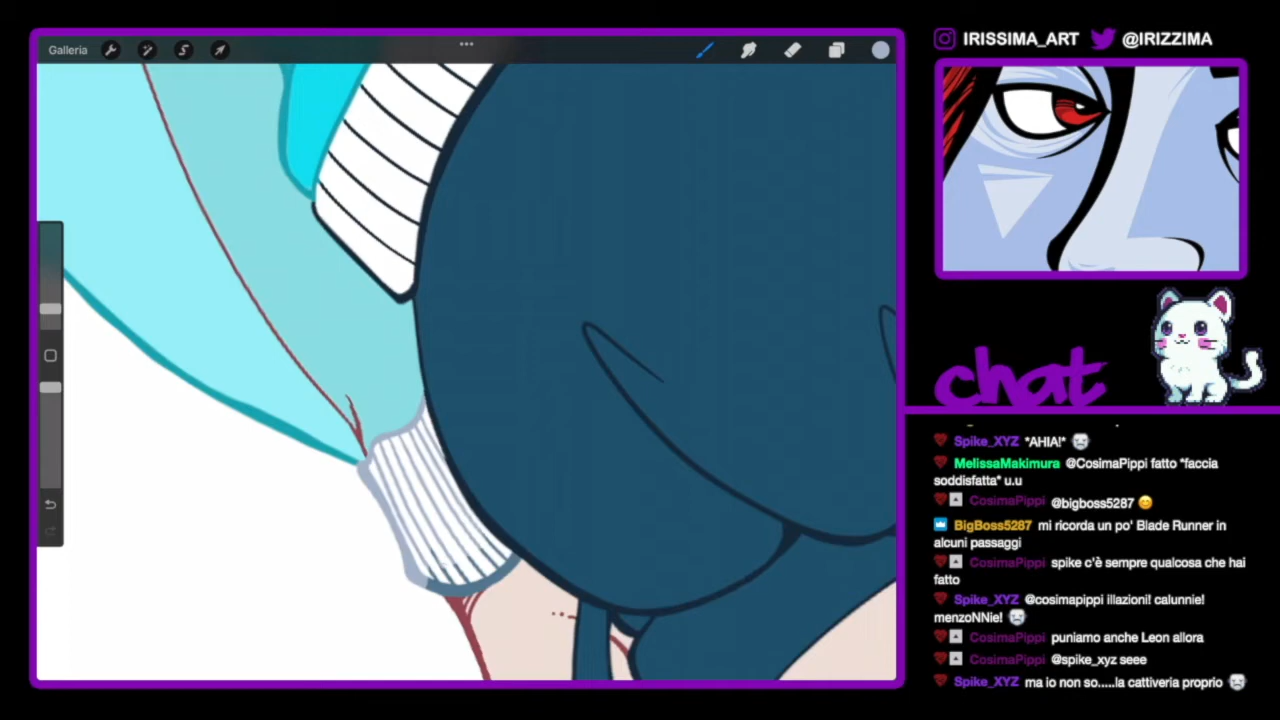 Galleria
IRISSIMA_ART @IRIZZIMA
chat
Spike_XYZ *AHIA!*
MelissaMakimura @CosimaPippi fatto *faccia
soddisfatta* u.u
CosimaPippi @bigboss5287
BigBoss5287 mi ricorda un po' Blade Runner in
alcuni passaggi
CosimaPippi spike c'è sempre qualcosa che hai
fatto
Spike_XYZ @cosimapippi illazioni! calunnie!
menzoNNie!
CosimaPippi puniamo anche Leon allora
CosimaPippi @spike_xyz seee
Spike_XYZ ma io non so.....la cattiveria proprio